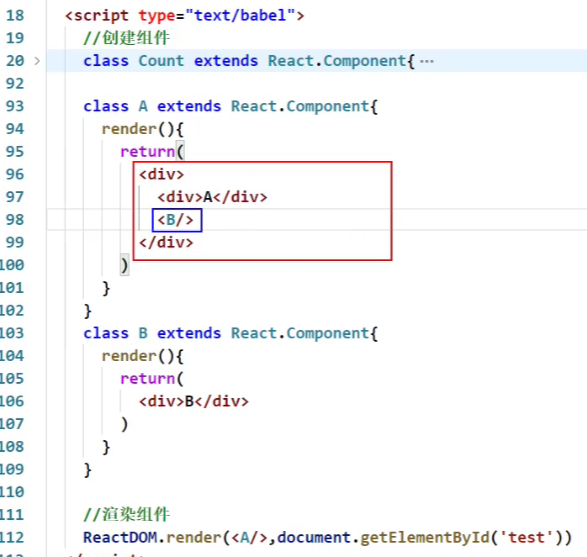 18 <script type="text/babel">
19 //创建组件
20 > class Count extends React.Component{ ···
92
93 class A extends React.Component{
94 render(){
95 return(
96 <div>
97 <div>A</div>
98 <B/>
99 </div>
100 )
101 }
102 }
103 class B extends React.Component{
104 render(){
105 return(
106 <div>B</div>
107 )
108 }
109 }
110
111 //渲染组件
112 ReactDOM.render(<A/>,document.getElementById('test'))